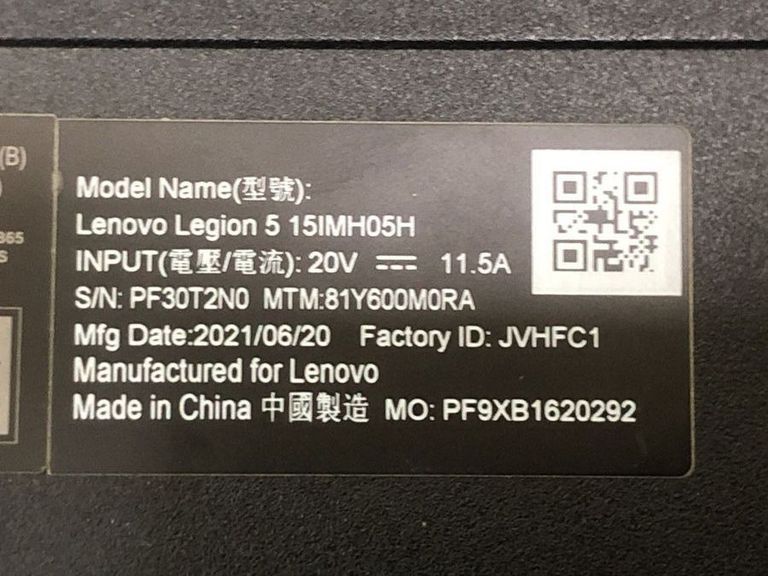 (B)
)
365
s
Model Name(型號):
Lenovo Legion 5 15IMH05H
INPUT(電壓/電流): 20V ⎓ 11.5A
S/N: PF30T2N0 MTM:81Y600M0RA
Mfg Date:2021/06/20 Factory ID: JVHFC1
Manufactured for Lenovo
Made in China 中國製造 MO: PF9XB1620292